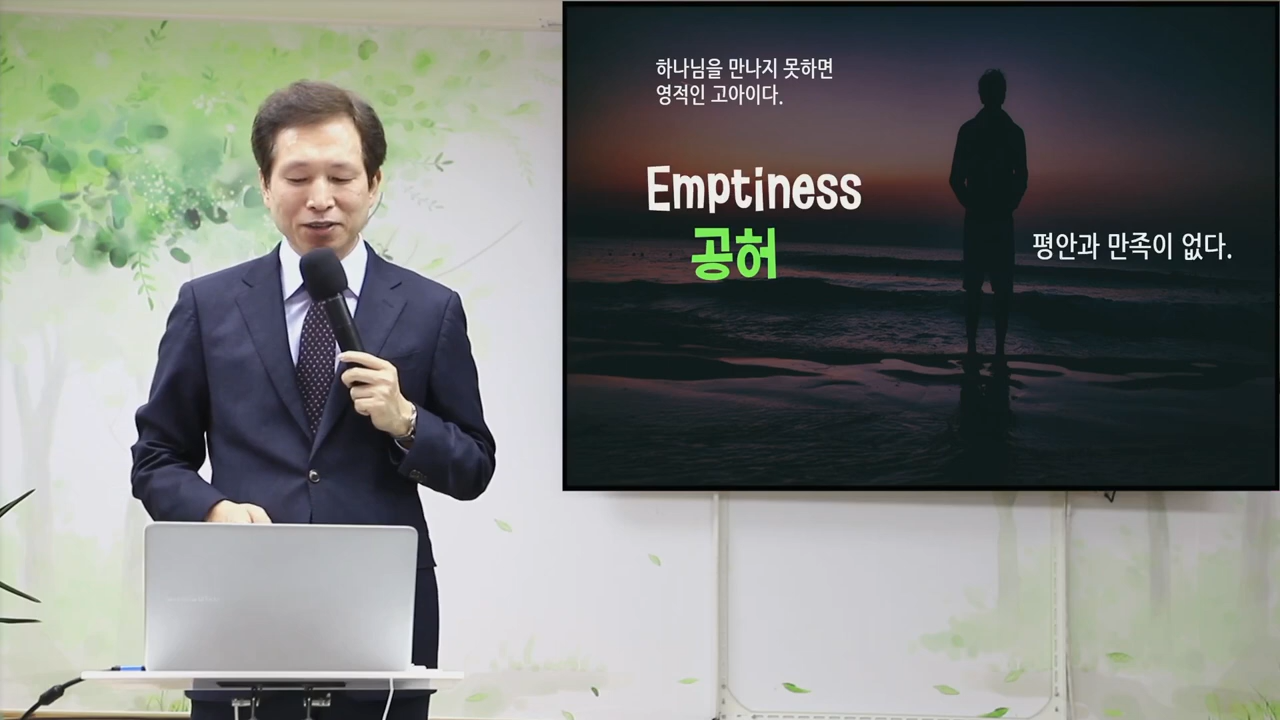 하나님을 만나지 못하면
영적인 고아이다.
Emptiness
공허
평안과 만족이 없다.